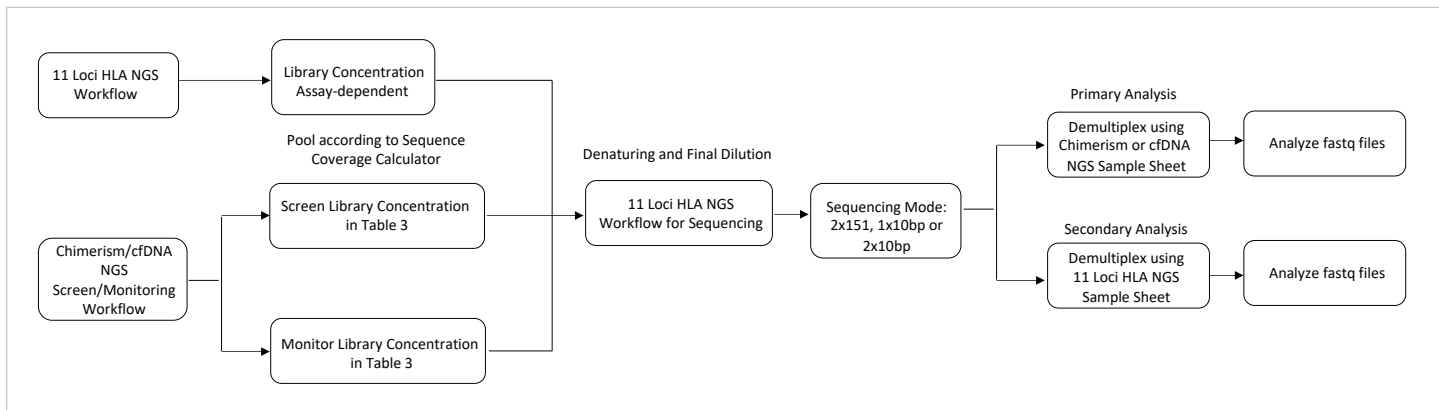 11 Loci HLA NGS
Workflow
Library Concentration
Assay-dependent
Pool according to Sequence
Coverage Calculator
Screen Library Concentration
in Table 3
Chimerism/cfDNA
NGS
Screen/Monitoring
Workflow
Monitor Library Concentration
in Table 3
Denaturing and Final Dilution
11 Loci HLA NGS
Workflow for Sequencing
Sequencing Mode:
2x151, 1x10bp or
2x10bp
Primary Analysis
Demultiplex using
Chimerism or cfDNA
NGS Sample Sheet
Analyze fastq files
Secondary Analysis
Demultiplex using
11 Loci HLA NGS
Sample Sheet
Analyze fastq files